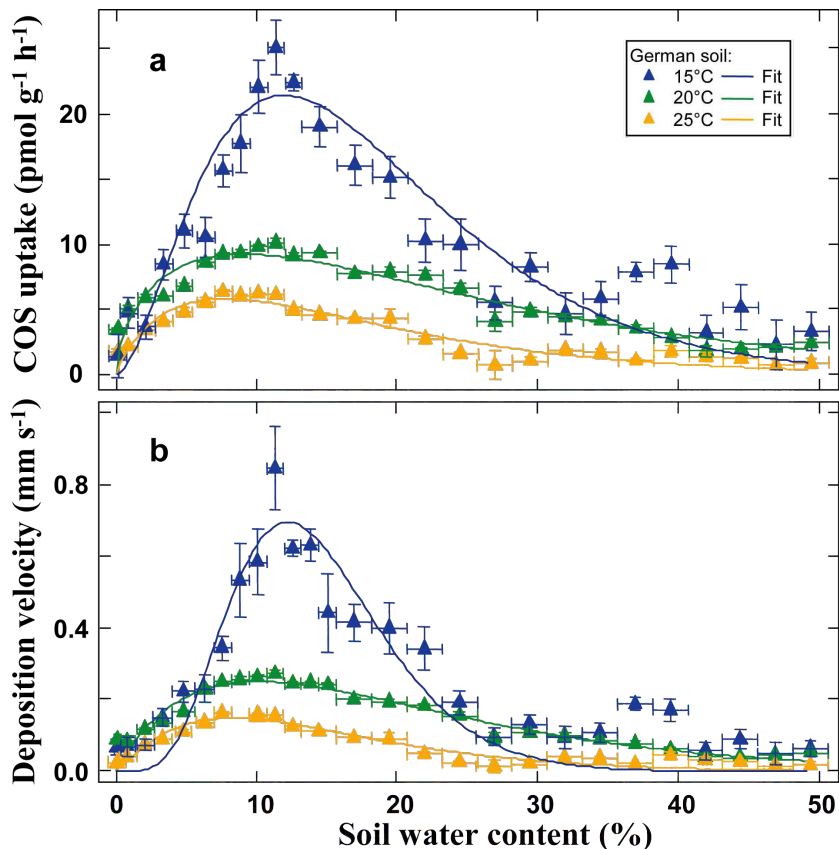 a
German soil:
15°C Fit
20°C Fit
25°C Fit
COS uptake (pmol g⁻¹ h⁻¹)
20
10
0
b
Deposition velocity (mm s⁻¹)
0.8
0.4
0.0
0 10 20 30 40 50
Soil water content (%)